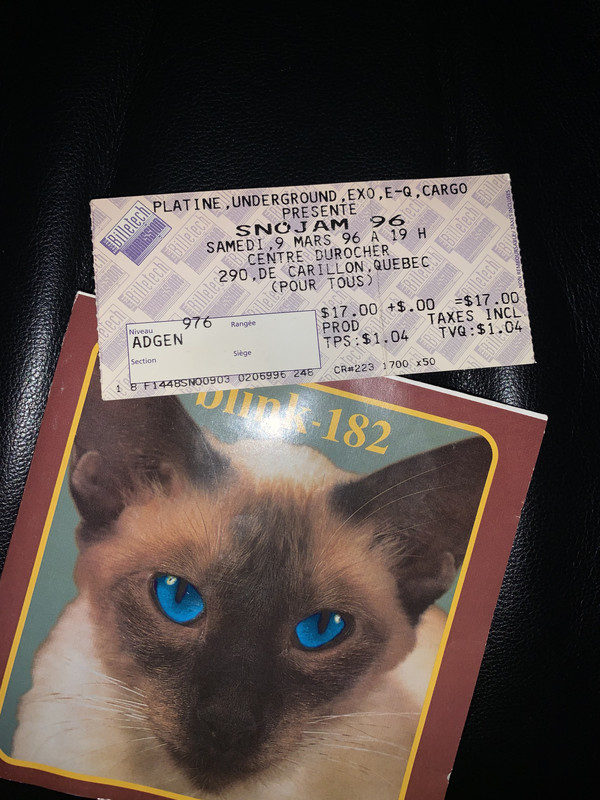 PLATINE,UNDERGROUND,EXO,E-Q,CARGO
PRESENTE
SNOJAM 96
SAMEDI,9 MARS 96 A 19 H
CENTRE DUROCHER
290,DE CARILLON,QUEBEC
(POUR TOUS)
$17.00 +$.00 =$17.00
PROD TAXES INCL
TPS:$1.04 TVQ:$1.04
Niveau 976 Rangée
ADGEN
Section Siège
1 8 F1448SN00903 0206996 246 CR#223 1700 x50
Billetech
blink-182